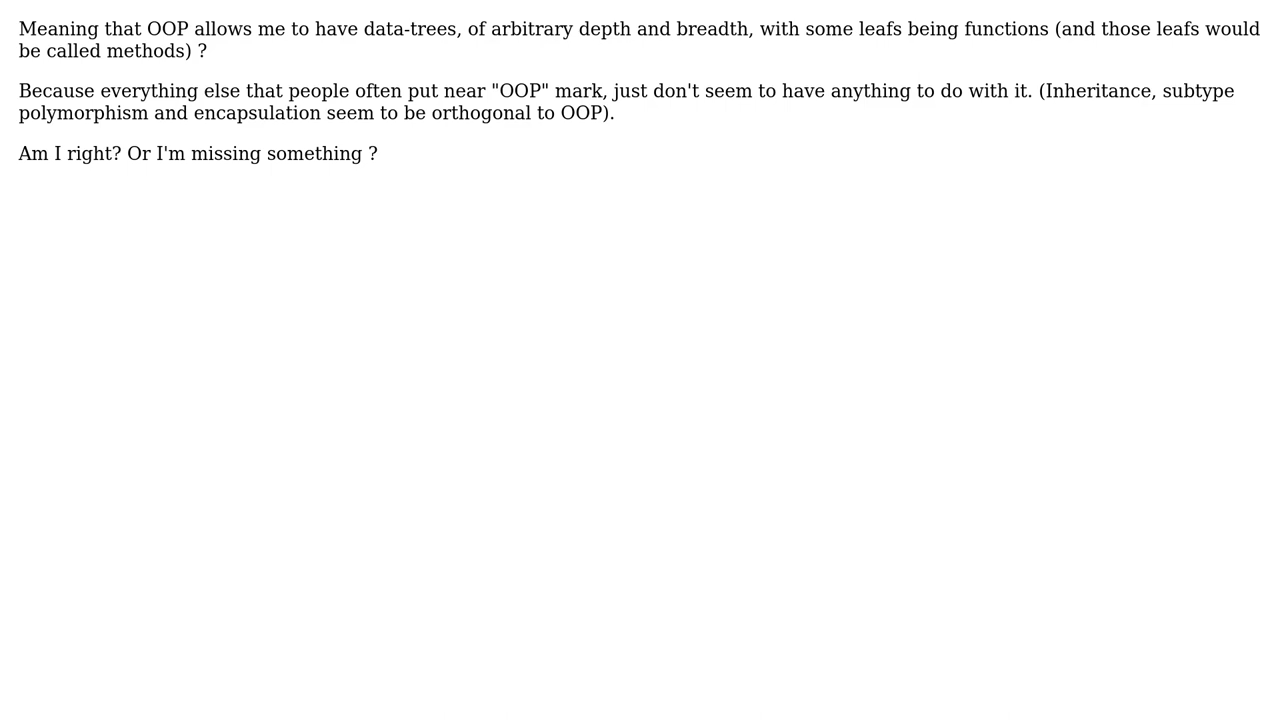 Meaning that OOP allows me to have data-trees, of arbitrary depth and breadth, with some leafs being functions (and those leafs would
be called methods) ?
Because everything else that people often put near "OOP" mark, just don't seem to have anything to do with it. (Inheritance, subtype
polymorphism and encapsulation seem to be orthogonal to OOP).
Am I right? Or I'm missing something ?